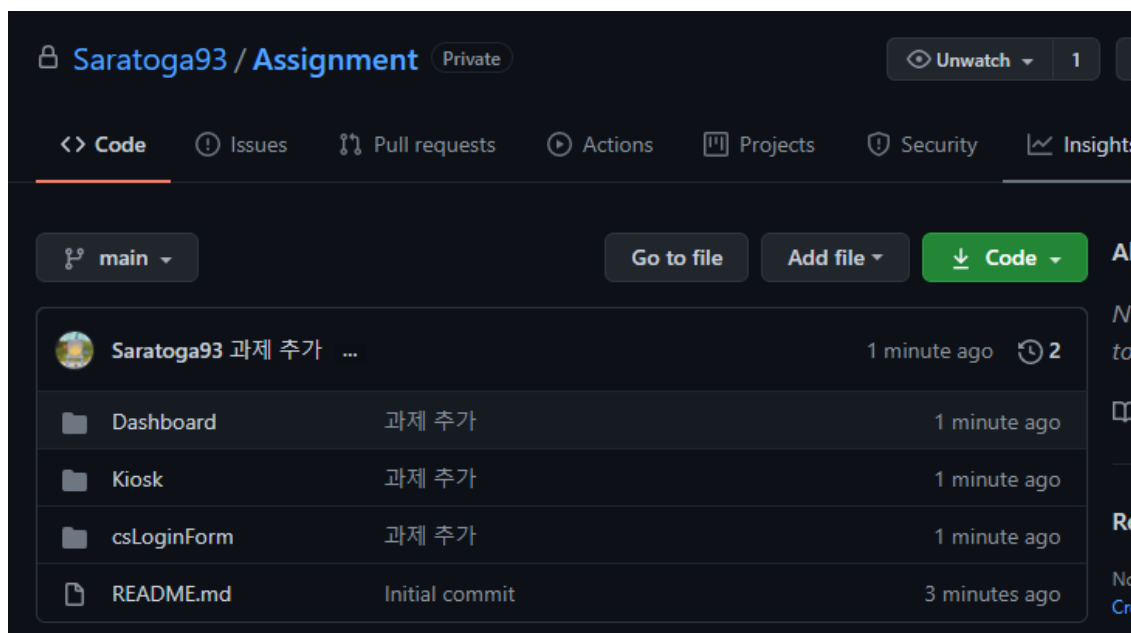 Saratoga93 / Assignment Private Unwatch 1
Code Issues Pull requests Actions Projects Security Insights
main Go to file Add file Code
Saratoga93 과제 추가 ... 1 minute ago 2
Dashboard 과제 추가 1 minute ago
Kiosk 과제 추가 1 minute ago
csLoginForm 과제 추가 1 minute ago
README.md Initial commit 3 minutes ago